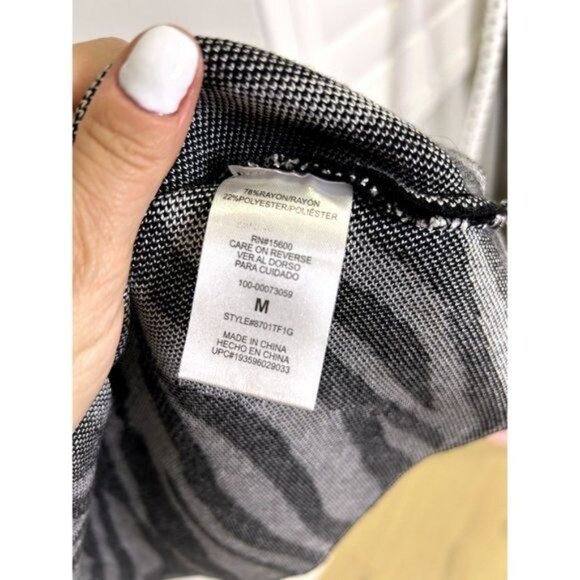 78%RAYON/RAYON
22%POLYESTER/POLIÉSTER
RN#15600
CARE ON REVERSE
VER AL DORSO
PARA CUIDADO
100-00073059
M
STYLE#8701TF1G
MADE IN CHINA
HECHO EN CHINA
UPC#193596029033